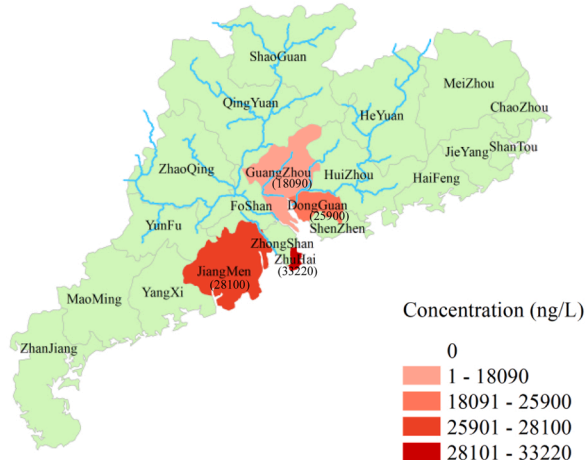 ShaoGuan
MeiZhou
QingYuan
ChaoZhou
HeYuan
JieYang
ShanTou
ZhaoQing
GuangZhou
(18090)
HuiZhou
HaiFeng
FoShan
DongGuan
(25900)
YunFu
ShenZhen
ZhongShan
ZhuHai
(33220)
JiangMen
(28100)
YangXi
MaoMing
ZhanJiang
Concentration (ng/L)
0
1 - 18090
18091 - 25900
25901 - 28100
28101 - 33220